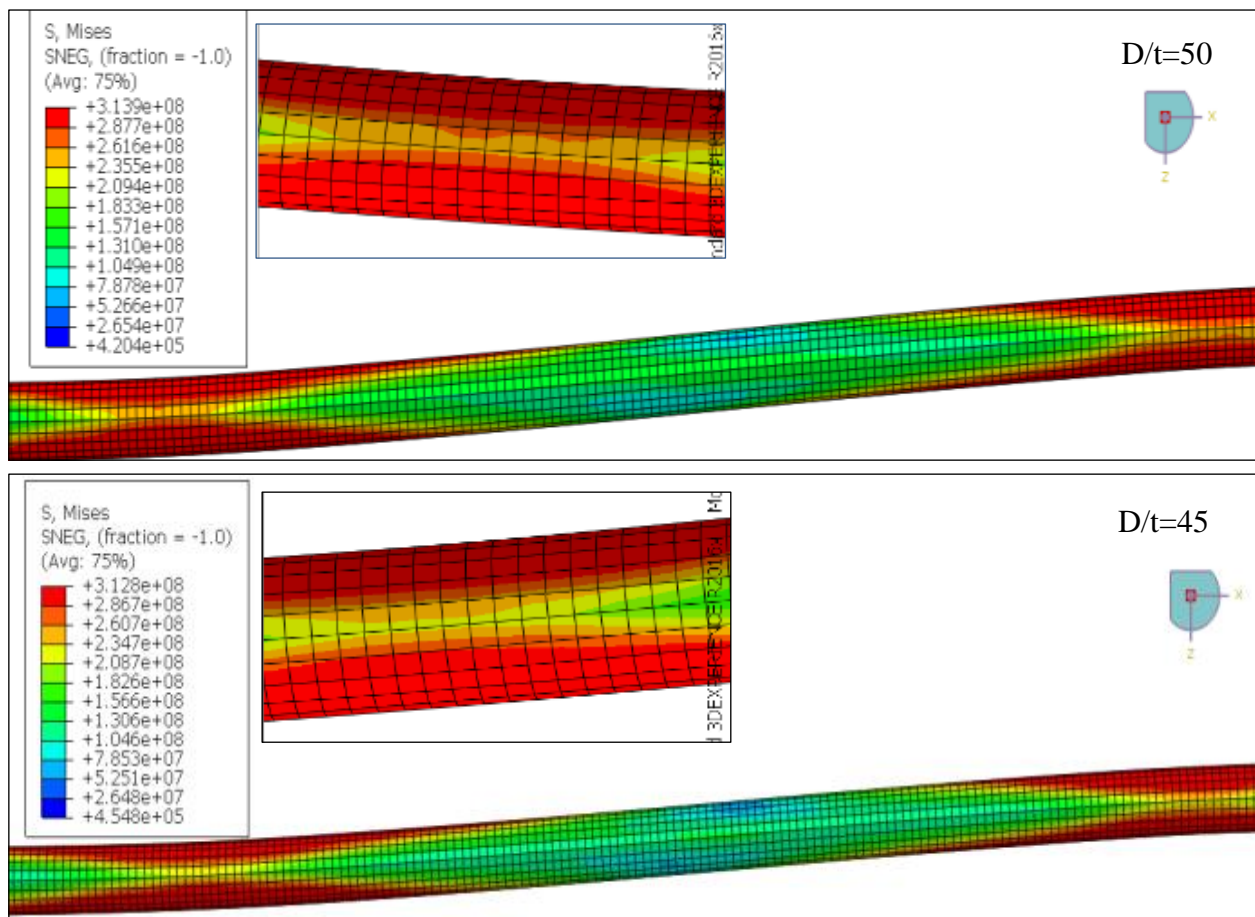 S, Mises
SNEG, (fraction = -1.0)
(Avg: 75%)
+3.139e+08
+2.877e+08
+2.616e+08
+2.355e+08
+2.094e+08
+1.833e+08
+1.571e+08
+1.310e+08
+1.049e+08
+7.878e+07
+5.266e+07
+2.654e+07
+4.204e+05
R2016x
D/t=50
X
Z
S, Mises
SNEG, (fraction = -1.0)
(Avg: 75%)
+3.128e+08
+2.867e+08
+2.607e+08
+2.347e+08
+2.087e+08
+1.826e+08
+1.566e+08
+1.306e+08
+1.046e+08
+7.853e+07
+5.251e+07
+2.648e+07
+4.548e+05
3DEXPERIENCE R2016x
D/t=45
X
Z